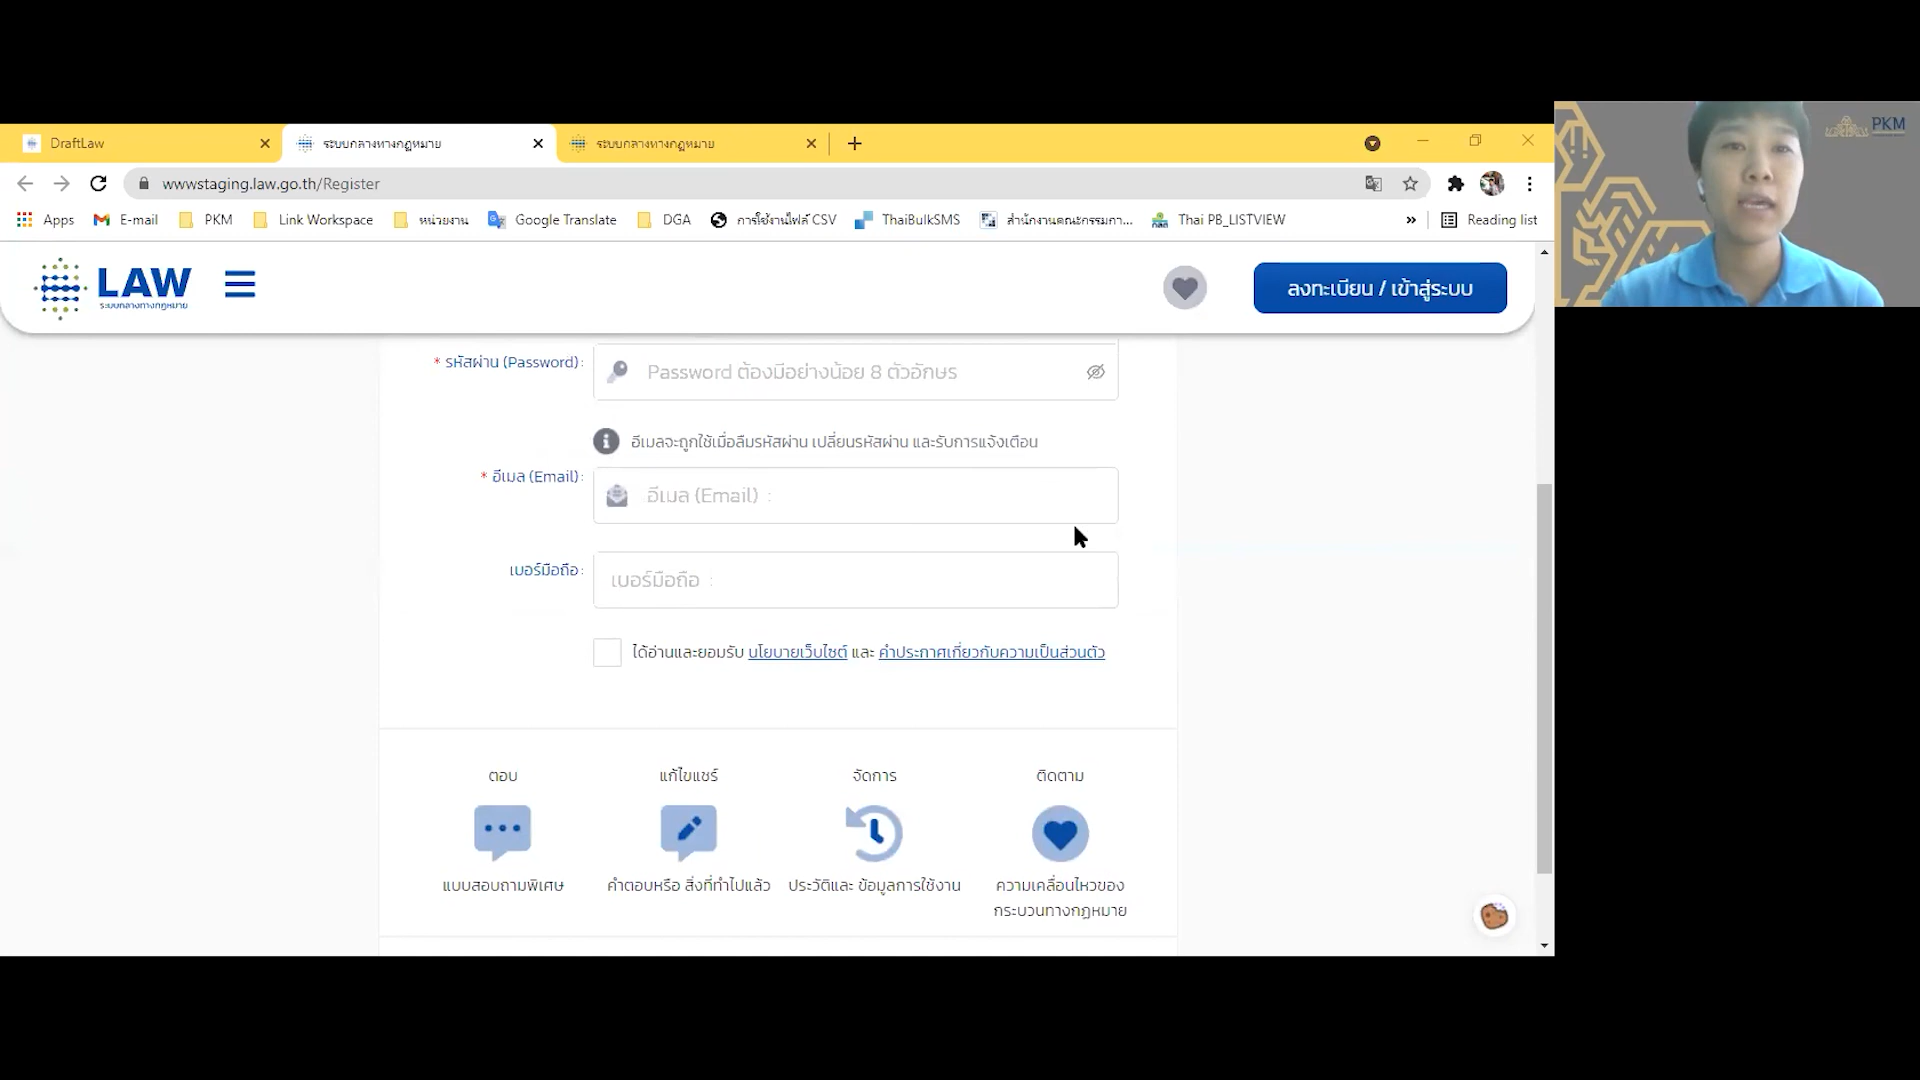 DraftLaw
ระบบกลางทางกฎหมาย
ระบบกลางทางกฎหมาย
PKM
wwwstaging.law.go.th/Register
Apps
E-mail
PKM
Link Workspace
หน่วยงาน
Google Translate
DGA
การใช้งานไฟล์ CSV
ThaiBulkSMS
สำนักงานคณะกรรมกา...
Thai PB_LISTVIEW
»
Reading list
LAW
ระบบกลางทางกฎหมาย
ลงทะเบียน / เข้าสู่ระบบ
* รหัสผ่าน (Password):
Password ต้องมีอย่างน้อย 8 ตัวอักษร
อีเมลจะถูกใช้เมื่อลืมรหัสผ่าน เปลี่ยนรหัสผ่าน และรับการแจ้งเตือน
* อีเมล (Email):
อีเมล (Email) :
เบอร์มือถือ:
เบอร์มือถือ :
ได้อ่านและยอมรับ นโยบายเว็บไซต์ และ คำประกาศเกี่ยวกับความเป็นส่วนตัว
ตอบ
แก้ไขแชร์
จัดการ
ติดตาม
แบบสอบถามพิเศษ
คำตอบหรือ สิ่งที่ทำไปแล้ว
ประวัติและ ข้อมูลการใช้งาน
ความเคลื่อนไหวของ
กระบวนทางกฎหมาย